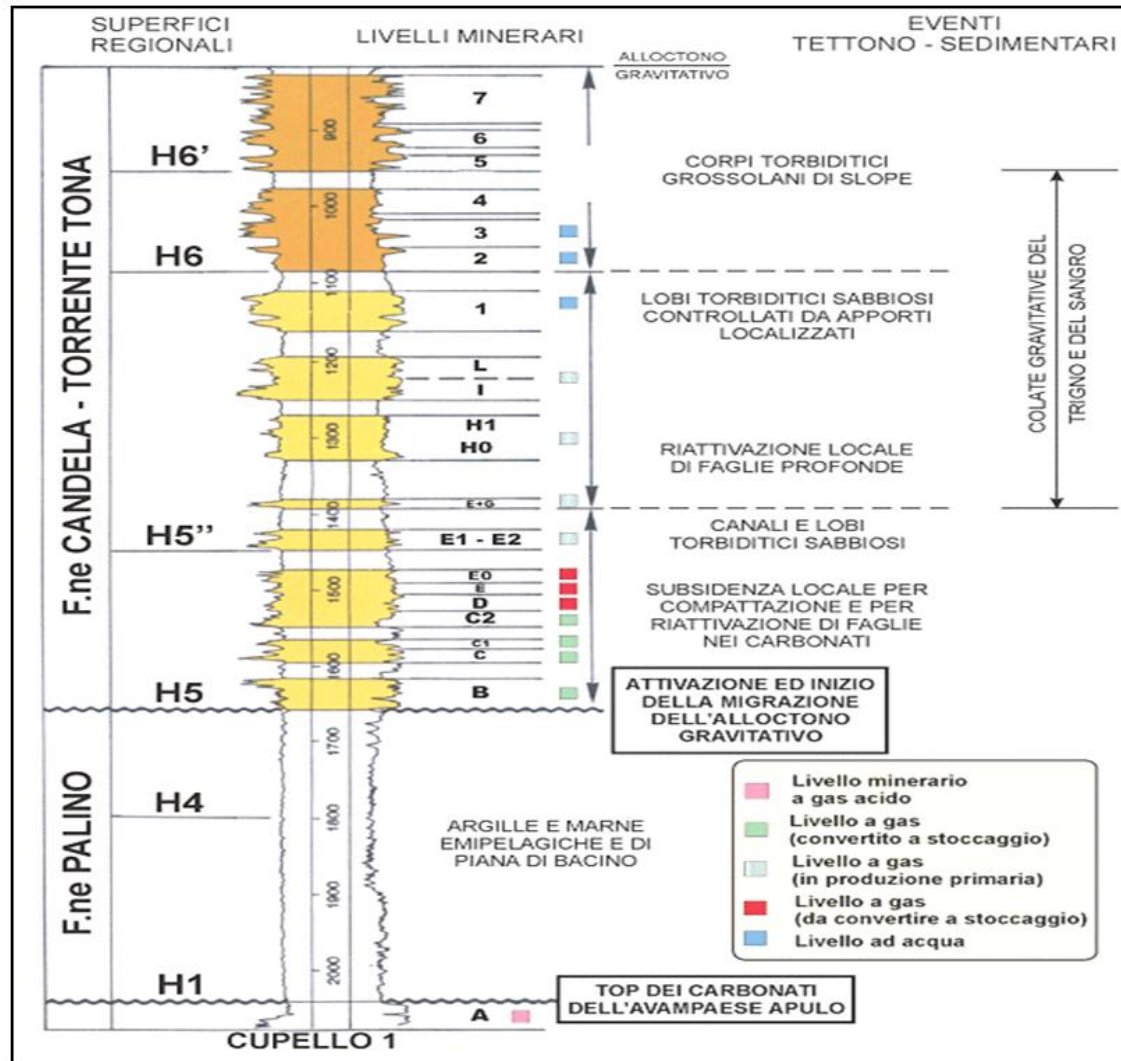 SUPERFICI
REGIONALI
LIVELLI MINERARI
EVENTI
TETTONO - SEDIMENTARI
ALLOCTONO
GRAVITATIVO
F.ne CANDELA - TORRENTE TONA
F.ne PALINO
H6’
H6
H5’’
H5
H4
H1
900
1000
1100
1200
1300
1400
1500
1600
1700
1800
1900
2000
7
6
5
4
3
2
1
L
I
H1
H0
E+G
E1 - E2
E0
E
D
C2
C1
C
B
A
CORPI TORBIDITICI
GROSSOLANI DI SLOPE
LOBI TORBIDITICI SABBIOSI
CONTROLLATI DA APPORTI
LOCALIZZATI
RIATTIVAZIONE LOCALE
DI FAGLIE PROFONDE
CANALI E LOBI
TORBIDITICI SABBIOSI
SUBSIDENZA LOCALE PER
COMPATTAZIONE E PER
RIATTIVAZIONE DI FAGLIE
NEI CARBONATI
COLATE GRAVITATIVE DEL
TRIGNO E DEL SANGRO
ATTIVAZIONE ED INIZIO
DELLA MIGRAZIONE
DELL'ALLOCTONO
GRAVITATIVO
ARGILLE E MARNE
EMIPELAGICHE E DI
PIANA DI BACINO
Livello minerario
a gas acido
Livello a gas
(convertito a stoccaggio)
Livello a gas
(in produzione primaria)
Livello a gas
(da convertire a stoccaggio)
Livello ad acqua
TOP DEI CARBONATI
DELL'AVAMPAESE APULO
CUPELLO 1